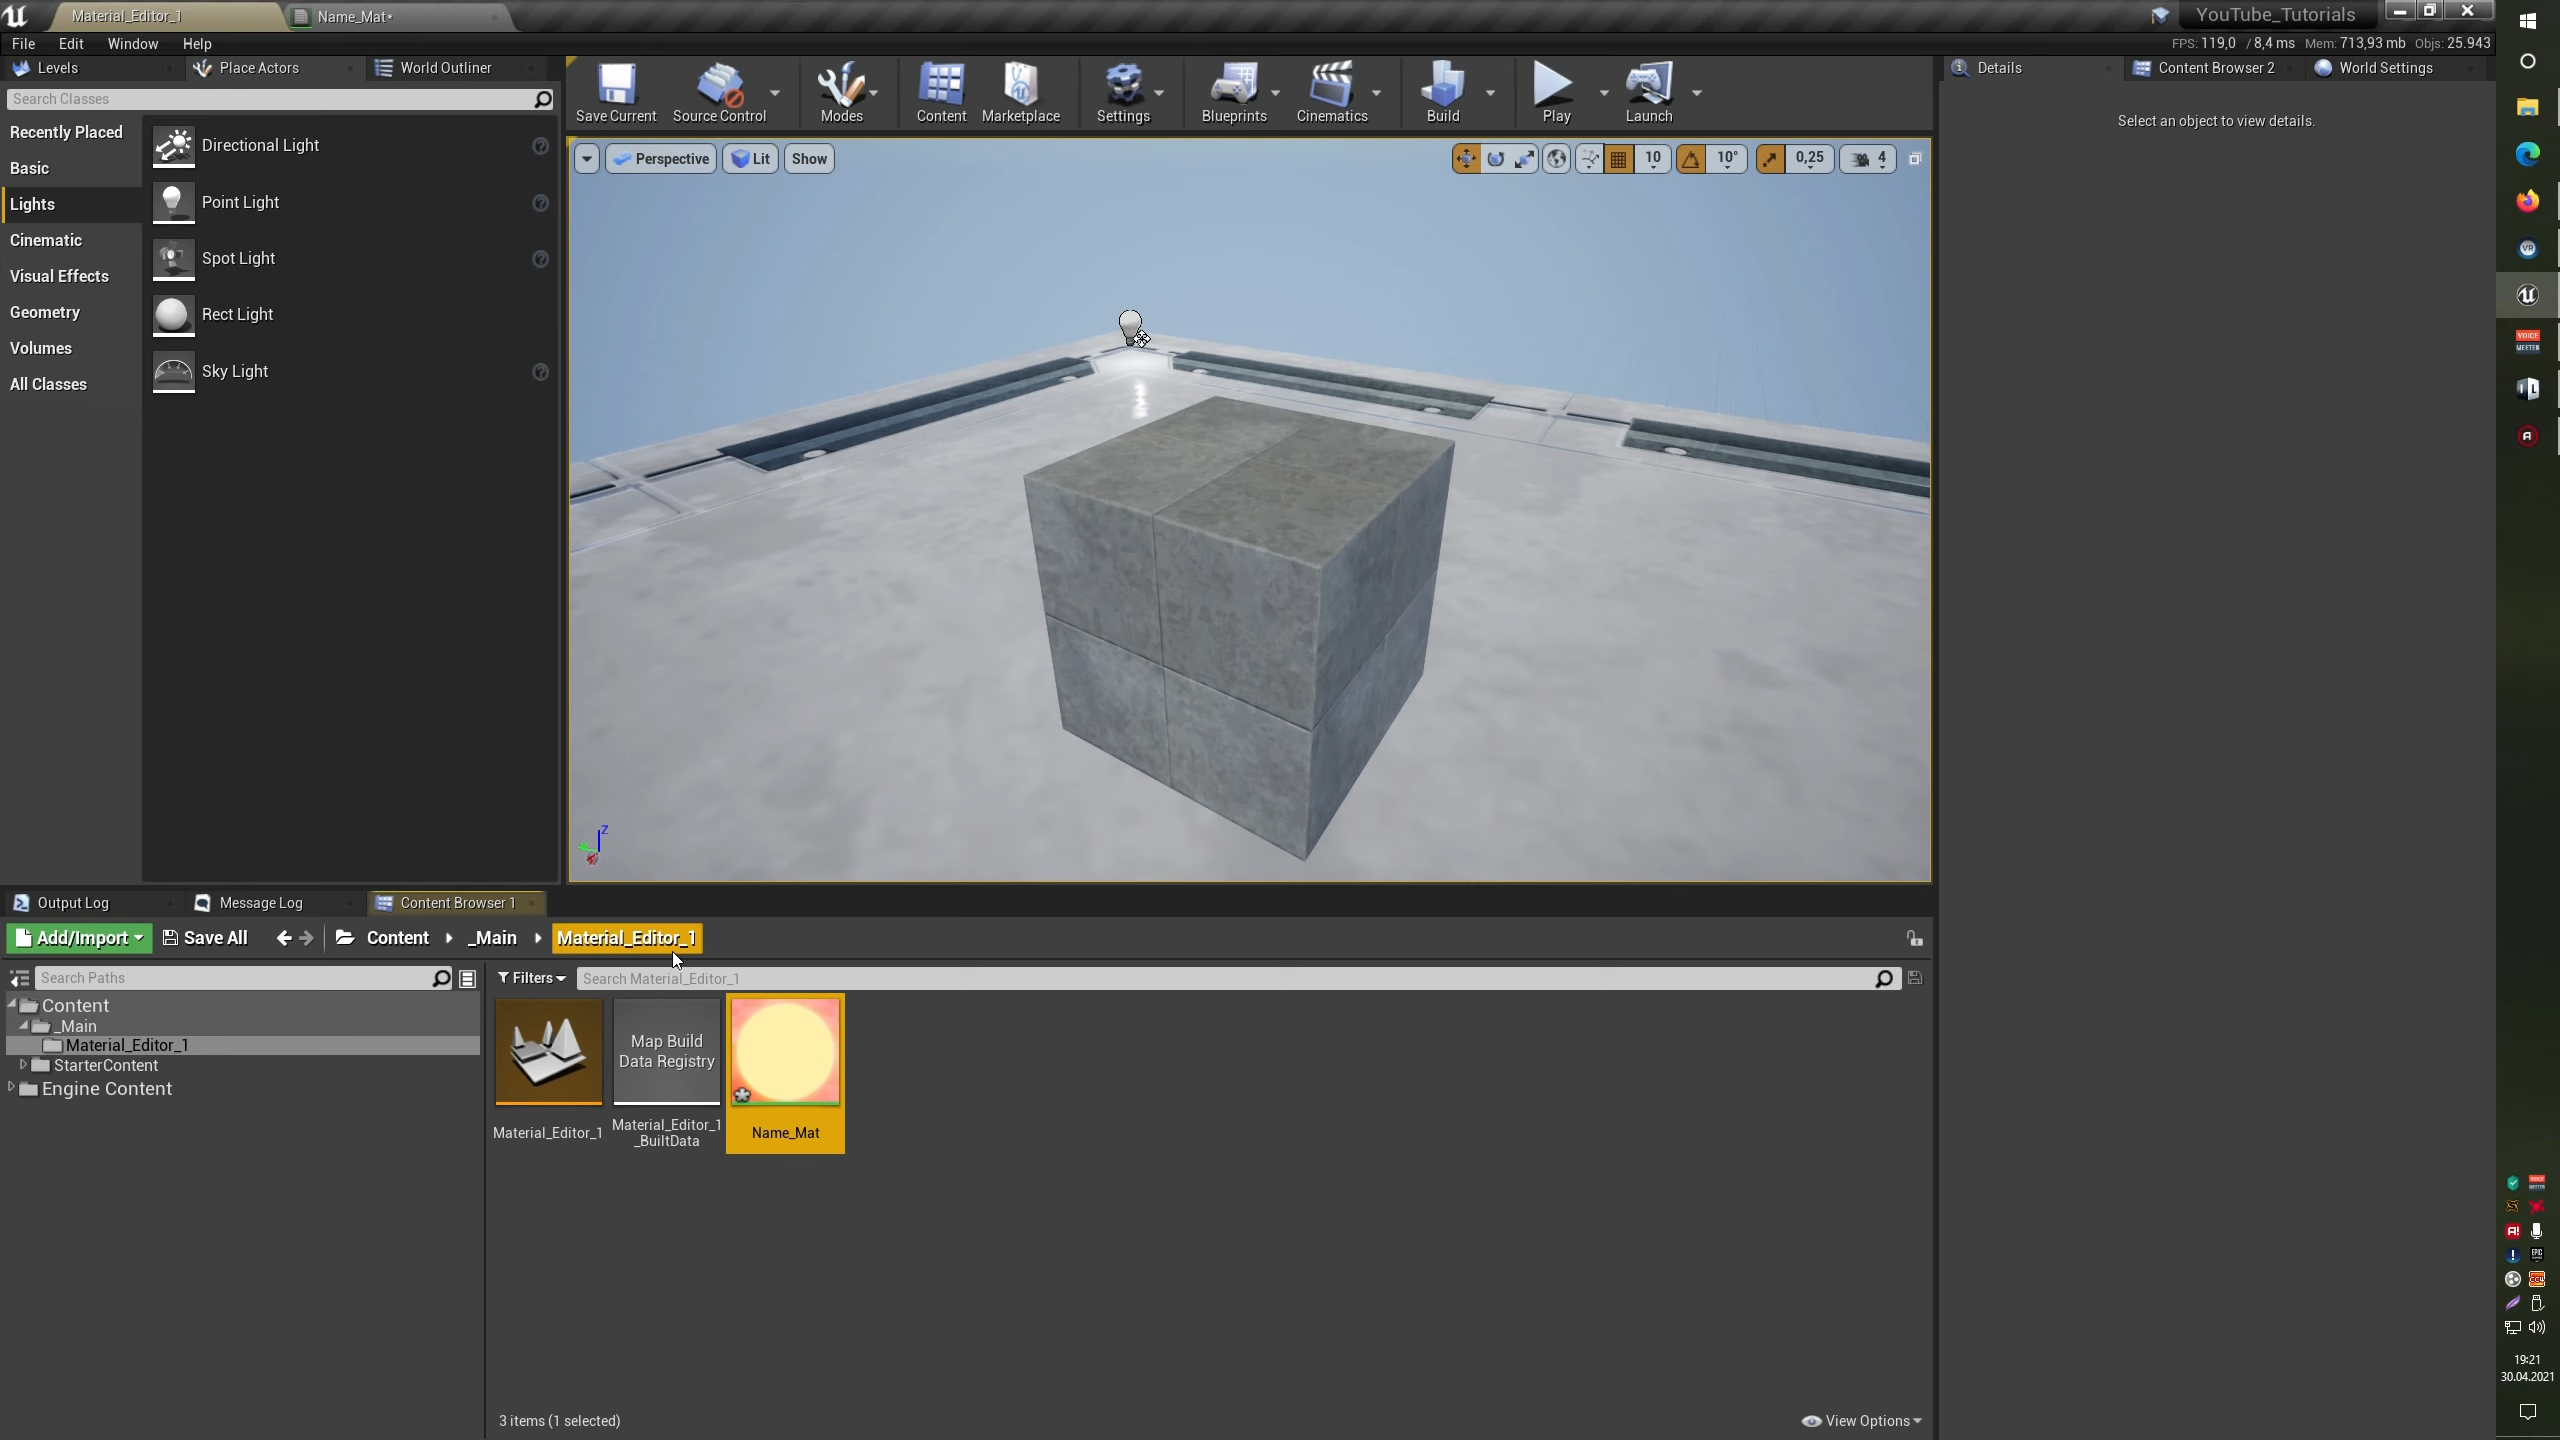 Material_Editor_1
Name_Mat*
YouTube_Tutorials
File Edit Window Help
FPS: 119,0 / 8,4 ms Mem: 713,93 mb Objs: 25.943
Levels
Place Actors
World Outliner
Search Classes
Recently Placed
Basic
Lights
Cinematic
Visual Effects
Geometry
Volumes
All Classes
Directional Light
Point Light
Spot Light
Rect Light
Sky Light
Save Current
Source Control
Modes
Content
Marketplace
Settings
Blueprints
Cinematics
Build
Play
Launch
Perspective
Lit
Show
10
10°
0,25
4
Z
Details
Content Browser 2
World Settings
Select an object to view details.
Output Log
Message Log
Content Browser 1
Add/Import
Save All
Content
_Main
Material_Editor_1
Search Paths
Filters
Search Material_Editor_1
Content
_Main
Material_Editor_1
StarterContent
Engine Content
Map Build
Data Registry
Material_Editor_1
Material_Editor_1
_BuiltData
Name_Mat
3 items (1 selected)
View Options
VR
VOICE
MEETER
19:21
30.04.2021